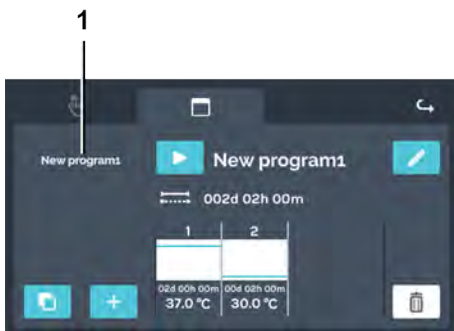 1
New program1
New program1
002d 02h 00m
1 2
02d 00h 00m 00d 02h 00m
37.0 °C 30.0 °C